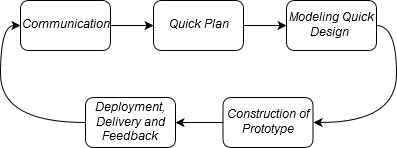 Communication
Quick Plan
Modeling Quick
Design
Deployment,
Delivery and
Feedback
Construction of
Prototype